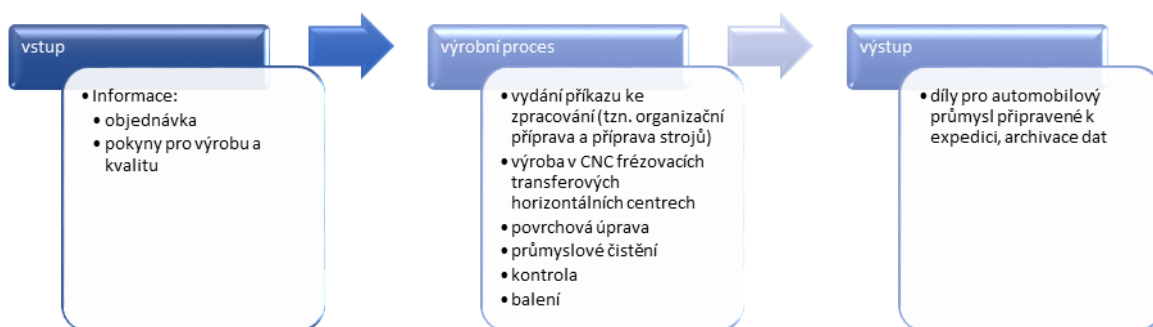 vstup
• Informace:
• objednávka
• pokyny pro výrobu a
kvalitu
výrobní proces
• vydání příkazu ke
zpracování (tzn. organizační
příprava a příprava strojů)
• výroba v CNC frézovacích
transferových
horizontálních centrech
• povrchová úprava
• průmyslové čistění
• kontrola
• balení
výstup
• díly pro automobilový
průmysl připravené k
expedici, archivace dat